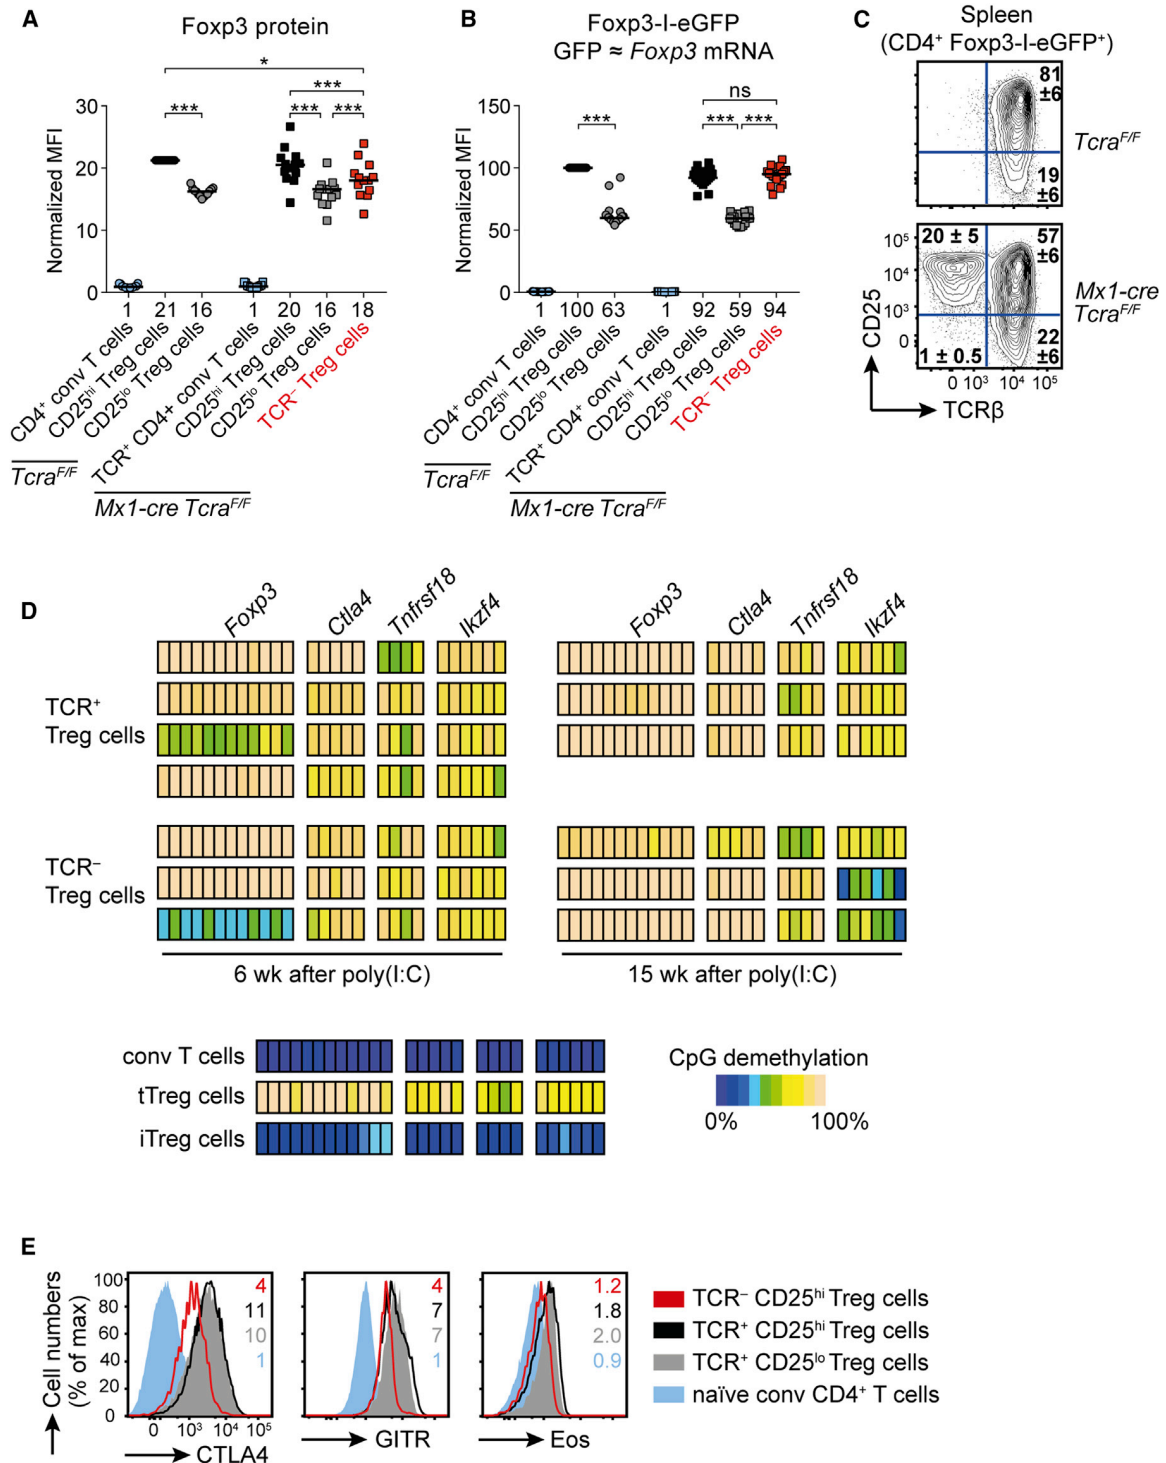 A
Foxp3 protein
Normalized MFI
30
20
10
0
*
***
***
***
***
1 21 16 1 20 16 18
CD4+ conv T cells
CD25hi Treg cells
CD25lo Treg cells
TCR+ CD4+ conv T cells
CD25hi Treg cells
CD25lo Treg cells
TCR– Treg cells
TcraF/F
Mx1-cre TcraF/F
B
Foxp3-I-eGFP
GFP ≈ Foxp3 mRNA
Normalized MFI
150
100
50
0
ns
***
***
***
1 100 63 1 92 59 94
CD4+ conv T cells
CD25hi Treg cells
CD25lo Treg cells
TCR+ CD4+ conv T cells
CD25hi Treg cells
CD25lo Treg cells
TCR– Treg cells
TcraF/F
Mx1-cre TcraF/F
C
Spleen
(CD4+ Foxp3-I-eGFP+)
81
±6
19
±6
TcraF/F
20 ± 5
57
±6
1 ± 0.5
22
±6
Mx1-cre
TcraF/F
10⁵
10⁴
10³
0
CD25
0 10³ 10⁴ 10⁵
TCRβ
D
Foxp3 Ctla4 Tnfrsf18 Ikzf4
Foxp3 Ctla4 Tnfrsf18 Ikzf4
TCR+
Treg cells
TCR–
Treg cells
6 wk after poly(I:C)
15 wk after poly(I:C)
conv T cells
tTreg cells
iTreg cells
CpG demethylation
0% 100%
E
Cell numbers
(% of max)
100
80
60
40
20
0
4
11
10
1
0 10³ 10⁴ 10⁵
CTLA4
4
7
7
1
GITR
1.2
1.8
2.0
0.9
Eos
TCR– CD25hi Treg cells
TCR+ CD25hi Treg cells
TCR+ CD25lo Treg cells
naïve conv CD4+ T cells